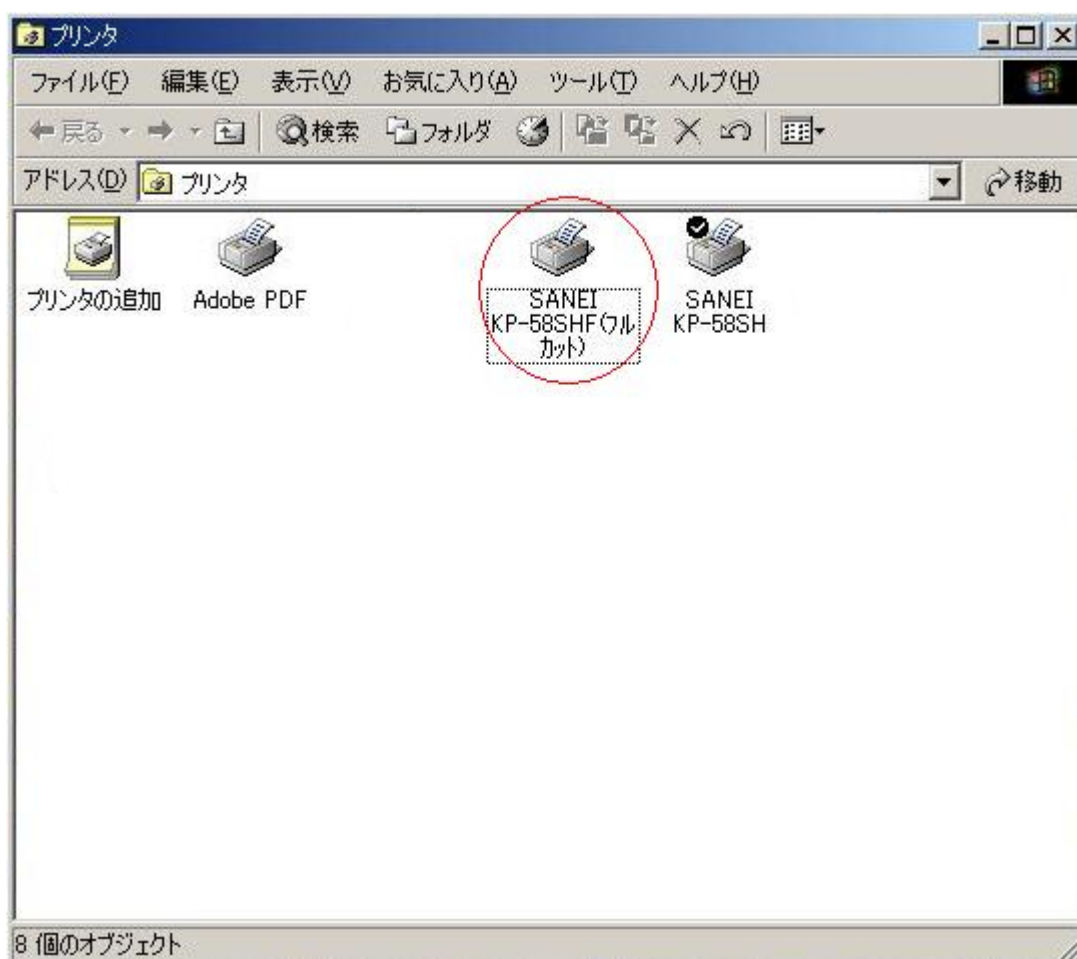 プリンタ
ファイル(F) 編集(E) 表示(V) お気に入り(A) ツール(T) ヘルプ(H)
戻る 検索 フォルダ
アドレス(D) プリンタ 移動
プリンタの追加
Adobe PDF
SANEI
KP-58SHF(フル
カット)
SANEI
KP-58SH
8 個のオブジェクト